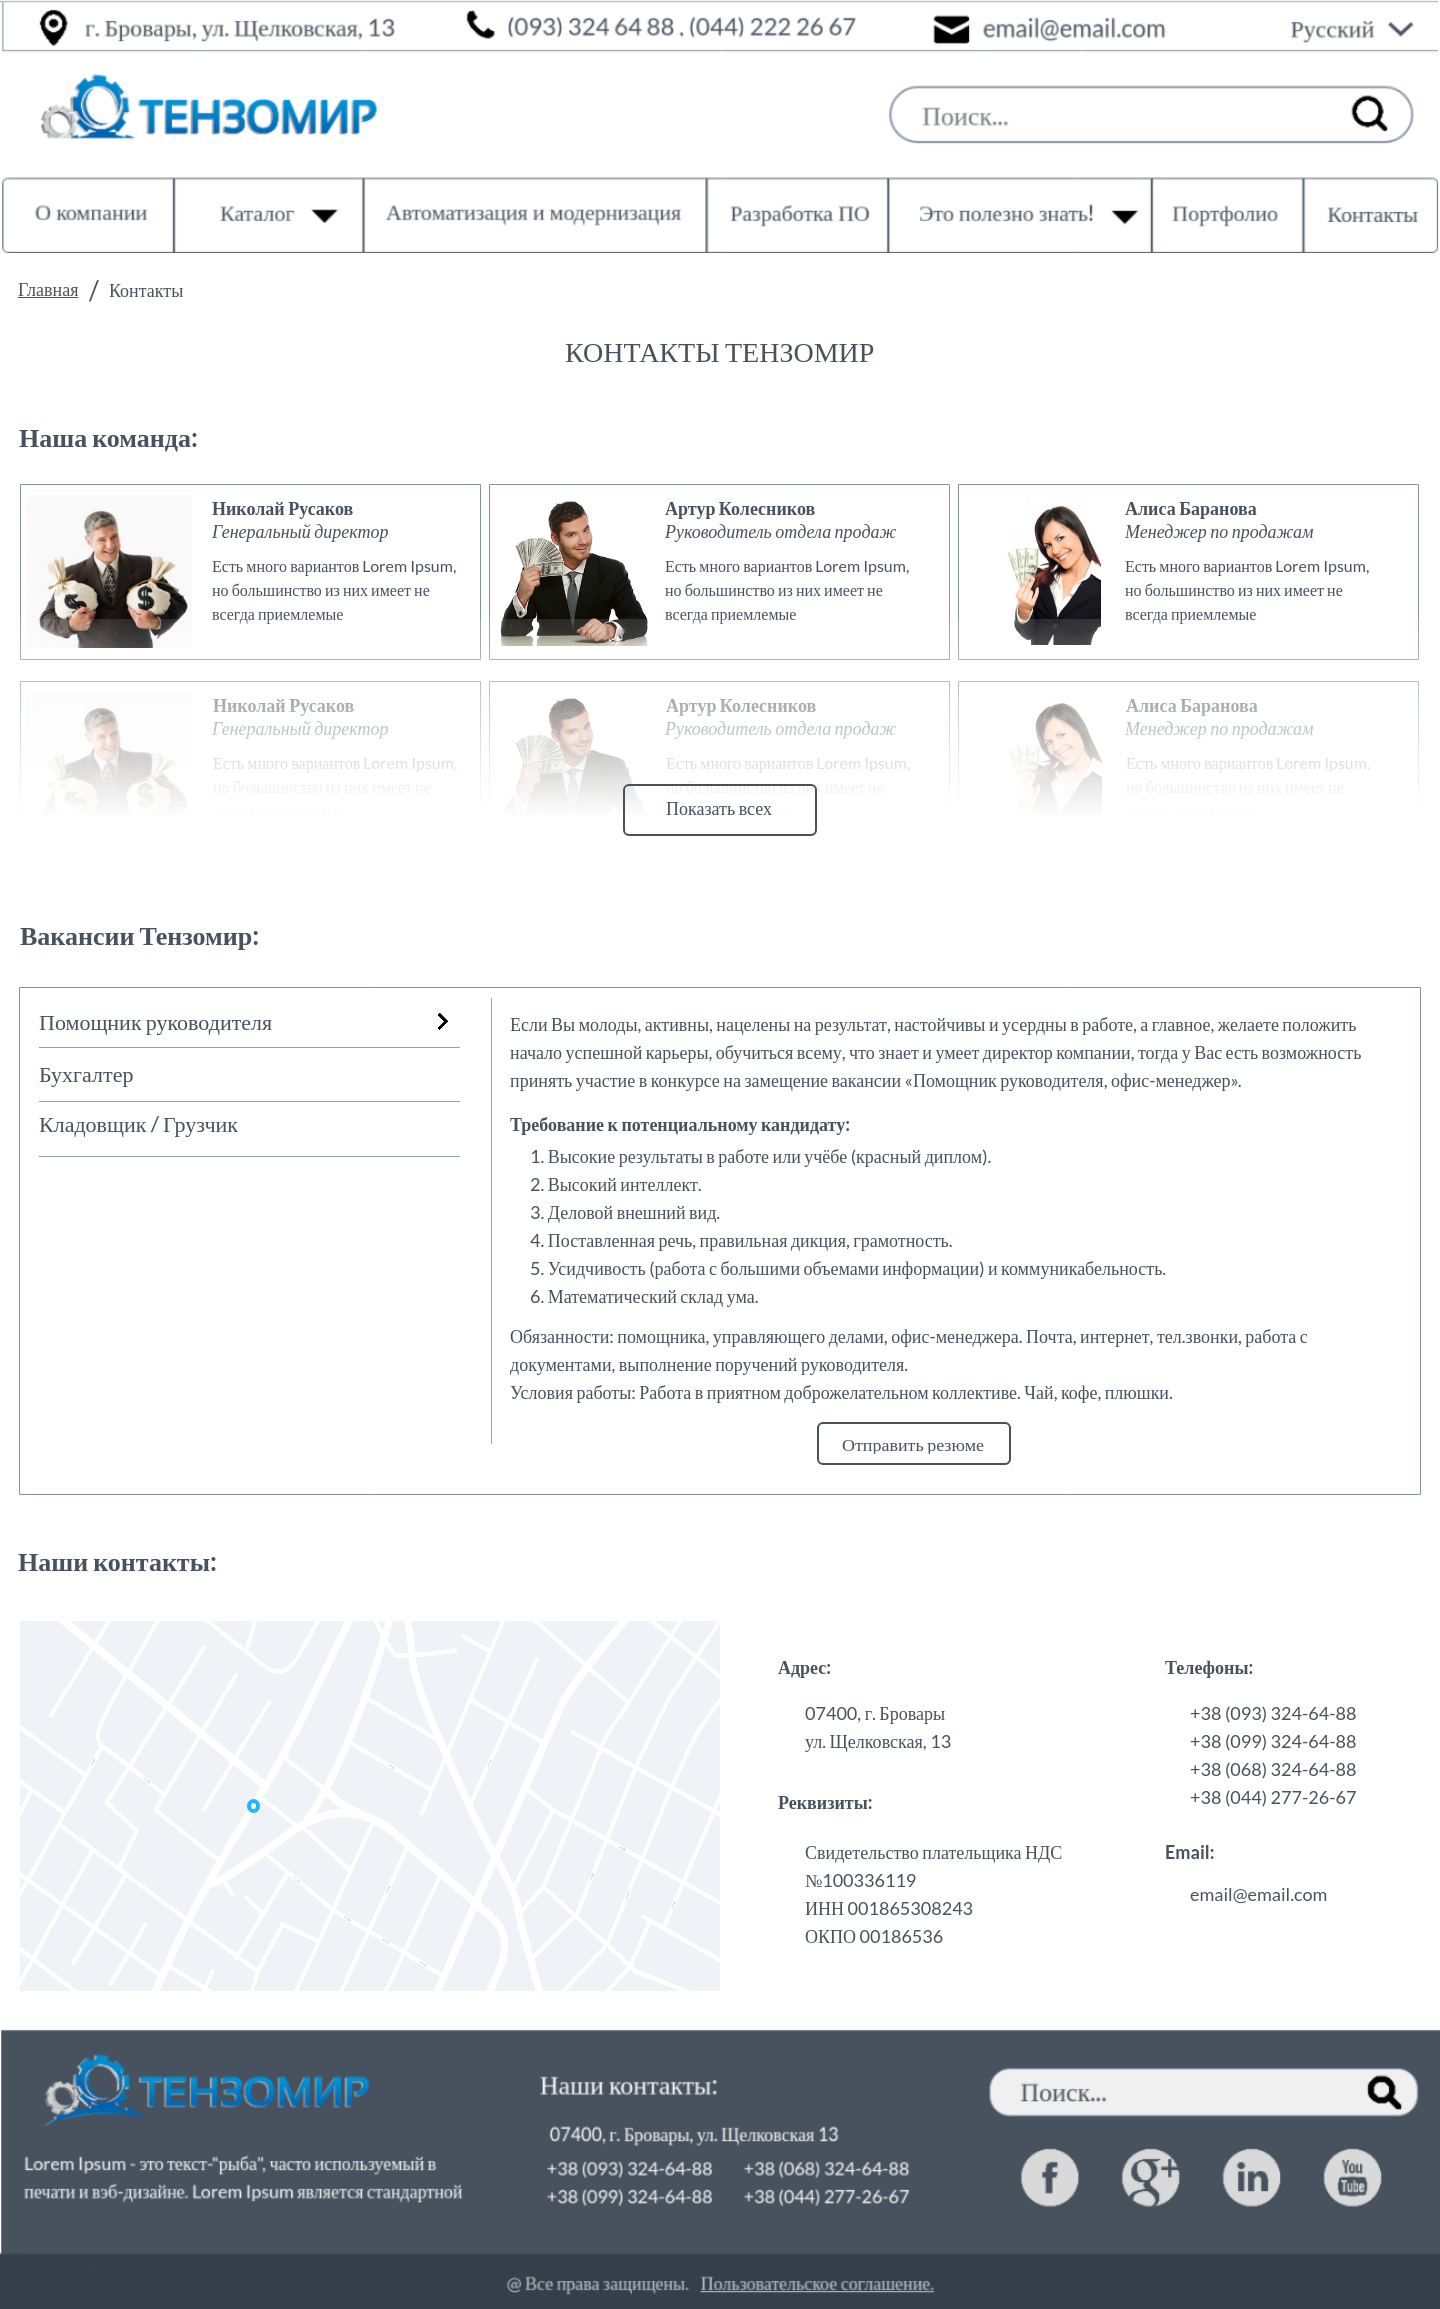 г. Бровары, ул. Щелковская, 13
(093) 324 64 88 , (044) 222 26 67
email@email.com
Русский
ТЕНЗОМИР
Поиск...
О компании
Каталог
Автоматизация и модернизация
Разработка ПО
Это полезно знать!
Портфолио
Контакты
Главная / Контакты
КОНТАКТЫ ТЕНЗОМИР
Наша команда:
Николай Русаков
Генеральный директор
Есть много вариантов Lorem Ipsum,
но большинство из них имеет не
всегда приемлемые
Артур Колесников
Руководитель отдела продаж
Есть много вариантов Lorem Ipsum,
но большинство из них имеет не
всегда приемлемые
Алиса Баранова
Менеджер по продажам
Есть много вариантов Lorem Ipsum,
но большинство из них имеет не
всегда приемлемые
Николай Русаков
Генеральный директор
Есть много вариантов Lorem Ipsum,
но большинство из них имеет не
Артур Колесников
Руководитель отдела продаж
Есть много вариантов Lorem Ipsum,
но большинство из них имеет не
Алиса Баранова
Менеджер по продажам
Есть много вариантов Lorem Ipsum,
но большинство из них имеет не
Показать всех
Вакансии Тензомир:
Помощник руководителя
Бухгалтер
Кладовщик / Грузчик
Если Вы молоды, активны, нацелены на результат, настойчивы и усердны в работе, а главное, желаете положить
начало успешной карьеры, обучиться всему, что знает и умеет директор компании, тогда у Вас есть возможность
принять участие в конкурсе на замещение вакансии «Помощник руководителя, офис-менеджер».
Требование к потенциальному кандидату:
1. Высокие результаты в работе или учёбе (красный диплом).
2. Высокий интеллект.
3. Деловой внешний вид.
4. Поставленная речь, правильная дикция, грамотность.
5. Усидчивость (работа с большими объемами информации) и коммуникабельность.
6. Математический склад ума.
Обязанности: помощника, управляющего делами, офис-менеджера. Почта, интернет, тел.звонки, работа с
документами, выполнение поручений руководителя.
Условия работы: Работа в приятном доброжелательном коллективе. Чай, кофе, плюшки.
Отправить резюме
Наши контакты:
Адрес:
07400, г. Бровары
ул. Щелковская, 13
Реквизиты:
Свидетельство плательщика НДС
№100336119
ИНН 001865308243
ОКПО 00186536
Телефоны:
+38 (093) 324-64-88
+38 (099) 324-64-88
+38 (068) 324-64-88
+38 (044) 277-26-67
Email:
email@email.com
ТЕНЗОМИР
Lorem Ipsum - это текст-"рыба", часто используемый в
печати и вэб-дизайне. Lorem Ipsum является стандартной
Наши контакты:
07400, г. Бровары, ул. Щелковская 13
+38 (093) 324-64-88 +38 (068) 324-64-88
+38 (099) 324-64-88 +38 (044) 277-26-67
Поиск...
f
g+
in
You
Tube
@ Все права защищены. Пользовательское соглашение.